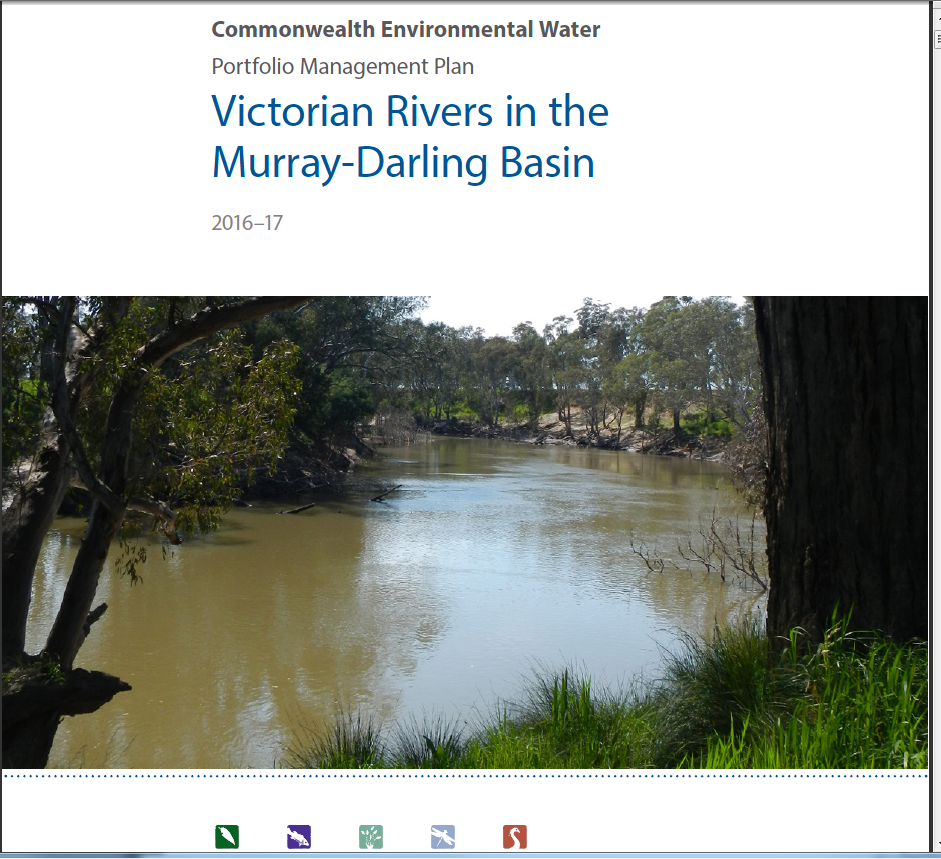 Commonwealth Environmental Water
Portfolio Management Plan
Victorian Rivers in the
Murray-Darling Basin
2016–17